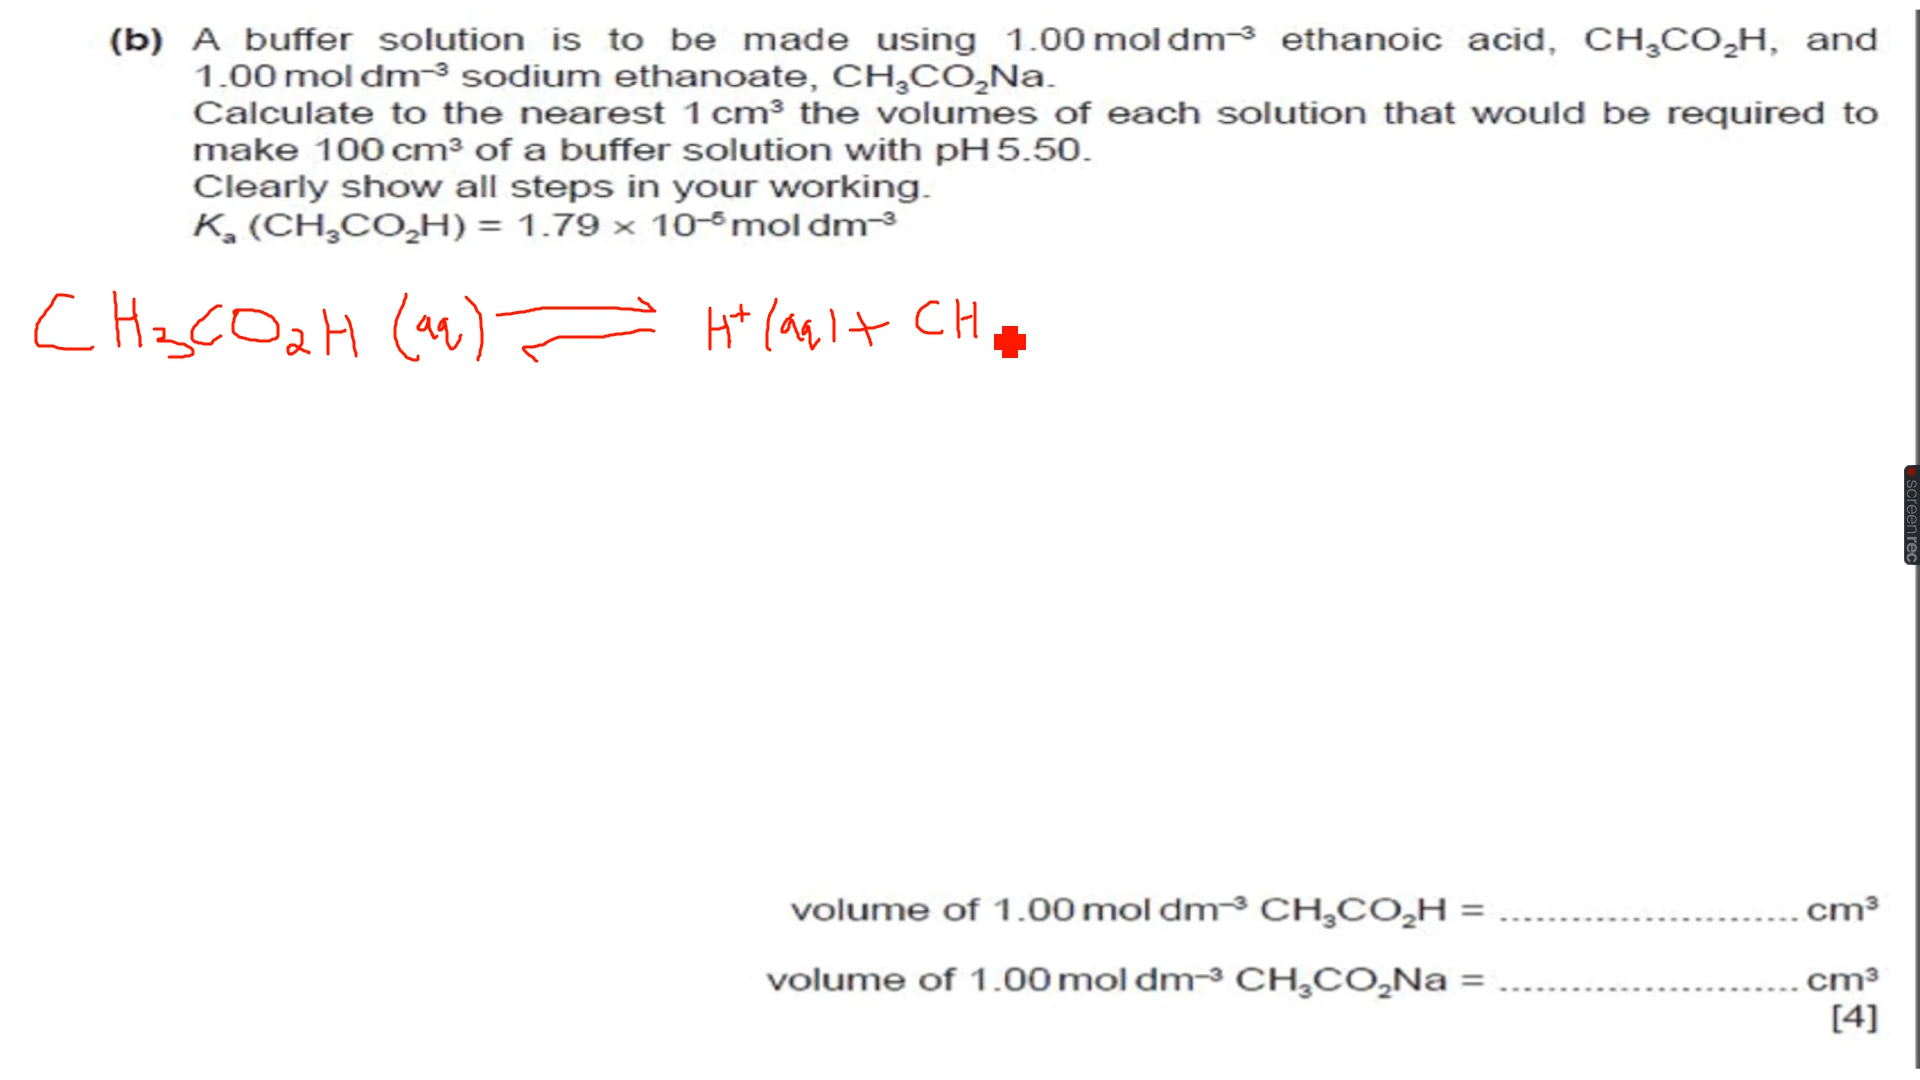 (b) A buffer solution is to be made using 1.00 mol dm⁻³ ethanoic acid, CH₃CO₂H, and
1.00 mol dm⁻³ sodium ethanoate, CH₃CO₂Na.
Calculate to the nearest 1 cm³ the volumes of each solution that would be required to
make 100 cm³ of a buffer solution with pH 5.50.
Clearly show all steps in your working.
Kₐ (CH₃CO₂H) = 1.79 × 10⁻⁵ mol dm⁻³
CH₃CO₂H (aq) ⇌ H⁺ (aq) + CH
screenrec
volume of 1.00 mol dm⁻³ CH₃CO₂H = .......................... cm³
volume of 1.00 mol dm⁻³ CH₃CO₂Na = .......................... cm³
[4]